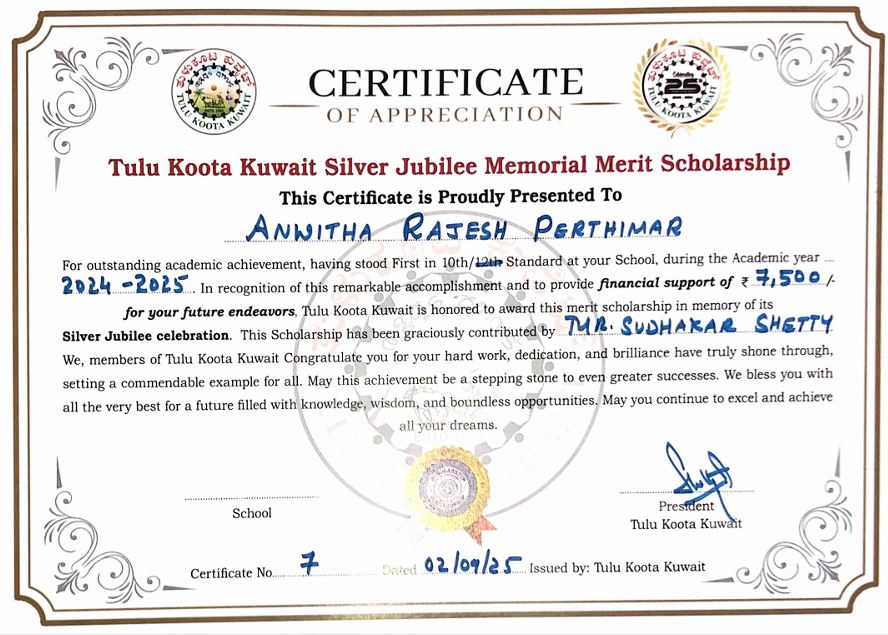 ತುಳುಕೂಟ ಕುವೈಟ್
TULU KOOTA KUWAIT
ತುಳುಕೂಟ ಕುವೈಟ್
Celebrating
25
TULU KOOTA KUWAIT
CERTIFICATE
OF APPRECIATION
Tulu Koota Kuwait Silver Jubilee Memorial Merit Scholarship
This Certificate is Proudly Presented To
ANWITHA RAJESH PERTHIMAR
For outstanding academic achievement, having stood First in 10th/12th Standard at your School, during the Academic year
2024-2025. In recognition of this remarkable accomplishment and to provide financial support of ₹ 7,500/-
for your future endeavors, Tulu Koota Kuwait is honored to award this merit scholarship in memory of its
Silver Jubilee celebration. This Scholarship has been graciously contributed by MR. SUDHAKAR SHETTY
We, members of Tulu Koota Kuwait Congratulate you for your hard work, dedication, and brilliance have truly shone through,
setting a commendable example for all. May this achievement be a stepping stone to even greater successes. We bless you with
all the very best for a future filled with knowledge, wisdom, and boundless opportunities. May you continue to excel and achieve
all your dreams.
School
President
Tulu Koota Kuwait
Certificate No. 7 Dated 02/09/25 Issued by: Tulu Koota Kuwait